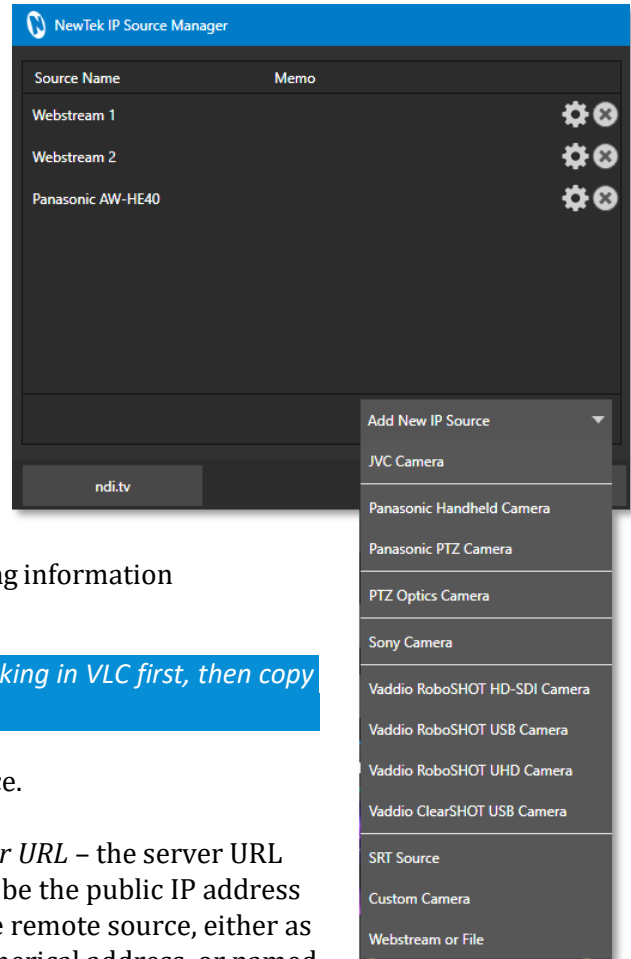 NewTek IP Source Manager
Source Name Memo
Webstream 1
Webstream 2
Panasonic AW-HE40
Add New IP Source
ndi.tv
JVC Camera
Panasonic Handheld Camera
Panasonic PTZ Camera
PTZ Optics Camera
Sony Camera
Vaddio RoboSHOT HD-SDI Camera
Vaddio RoboSHOT USB Camera
Vaddio RoboSHOT UHD Camera
Vaddio ClearSHOT USB Camera
SRT Source
Custom Camera
Webstream or File
g information
king in VLC first, then copy
e.
r URL – the server URL
be the public IP address
e remote source, either as
merical address, or named